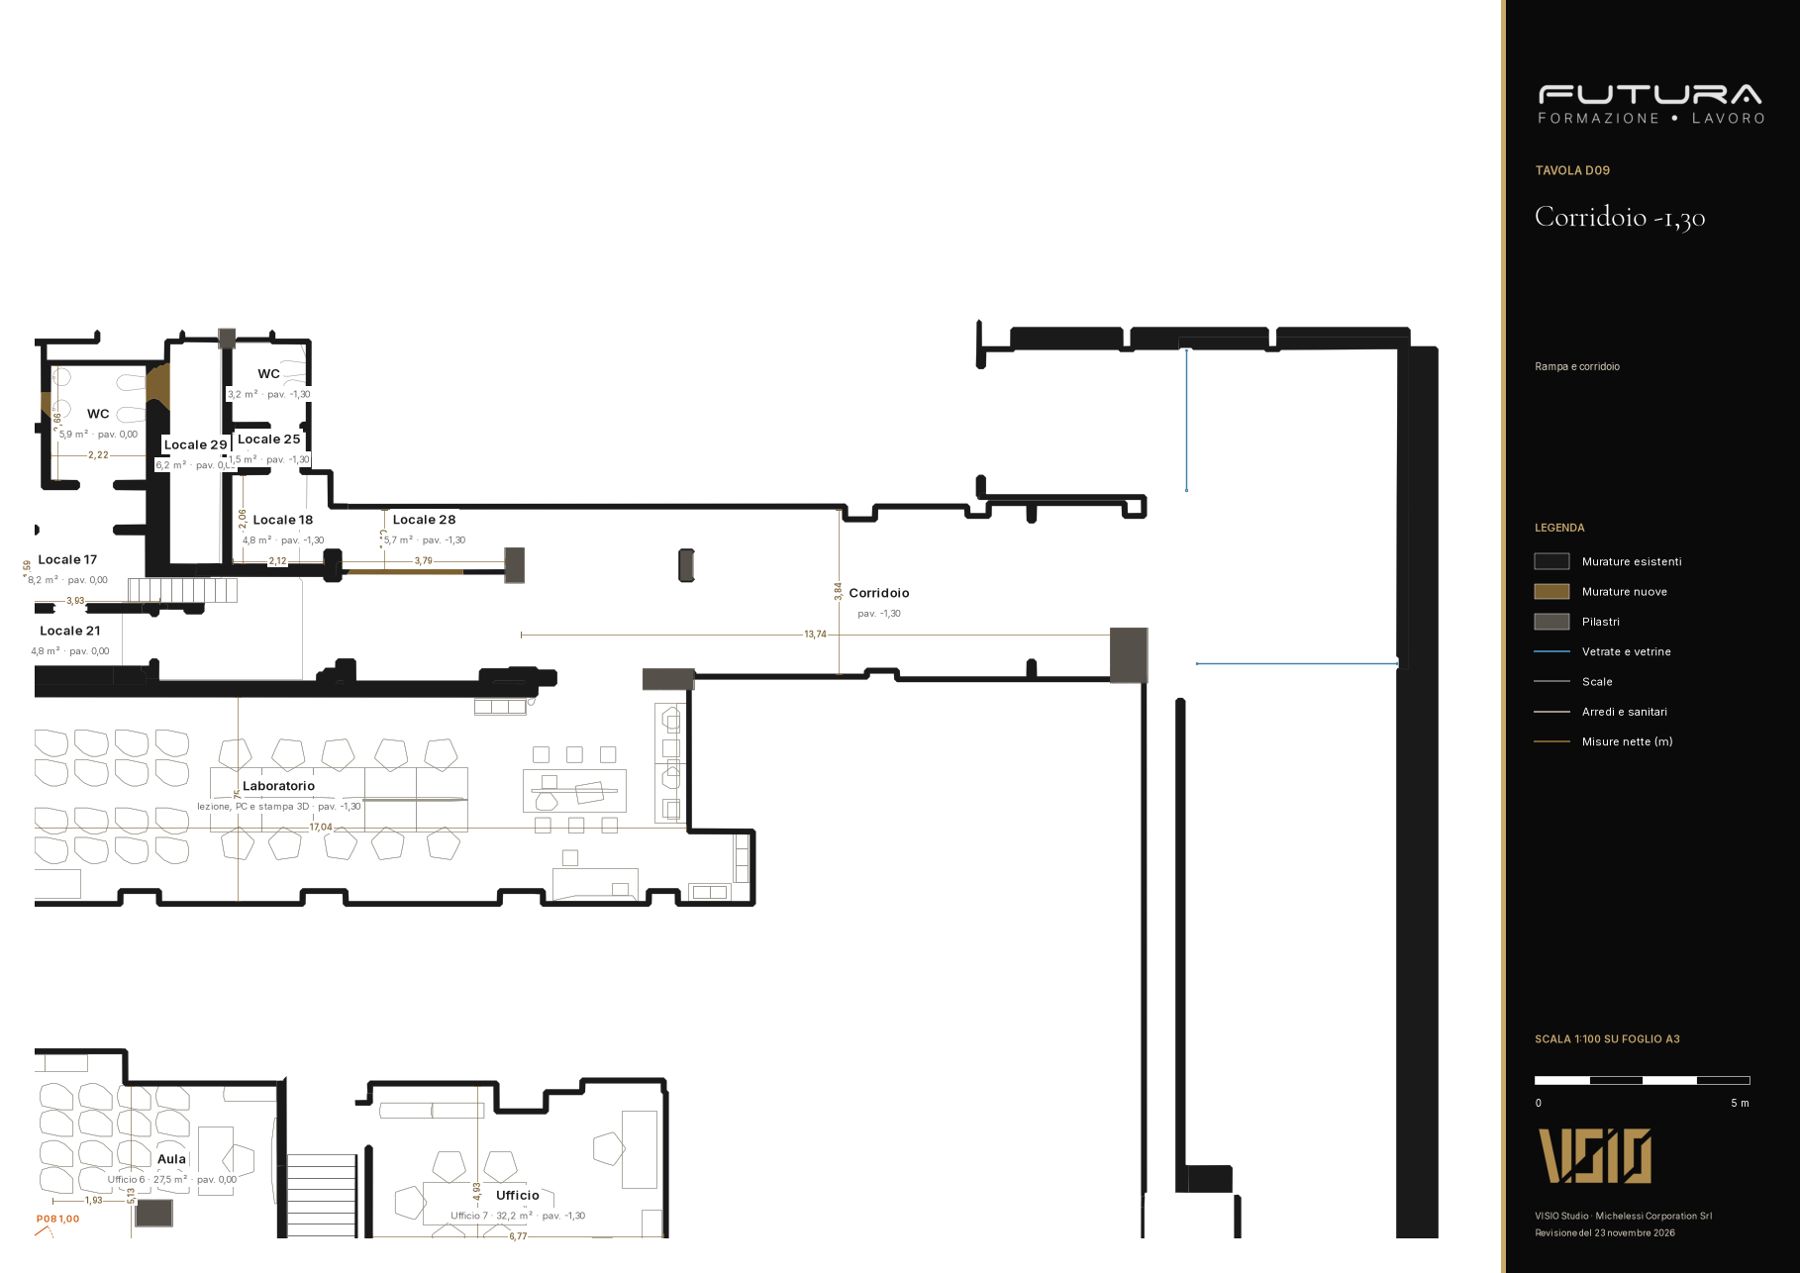 FUTURA
FORMAZIONE • LAVORO
TAVOLA D09
Corridoio -1,30
Rampa e corridoio
LEGENDA
Murature esistenti
Murature nuove
Pilastri
Vetrate e vetrine
Scale
Arredi e sanitari
Misure nette (m)
SCALA 1:100 SU FOGLIO A3
0
5 m
VISIO
VISIO Studio · Michelessi Corporation Srl
Revisione del 23 novembre 2026
WC
3,2 m² · pav. -1,30
WC
5,9 m² · pav. 0,00
2,22
Locale 29
6,2 m² · pav.
Locale 25
1,5 m² · pav. -1,30
2,06
Locale 18
4,8 m² · pav. -1,30
2,12
Locale 28
5,7 m² · pav. -1,30
3,79
Locale 17
8,2 m² · pav. 0,00
3,93
Locale 21
4,8 m² · pav. 0,00
3,84
Corridoio
pav. -1,30
13,74
Laboratorio
lezione, PC e stampa 3D · pav. -1,30
17,04
Aula
Ufficio 6 · 27,5 m² · pav. 0,00
1,93
5,13
P08 1,00
4,93
Ufficio
Ufficio 7 · 32,2 m² · pav. -1,30
6,77